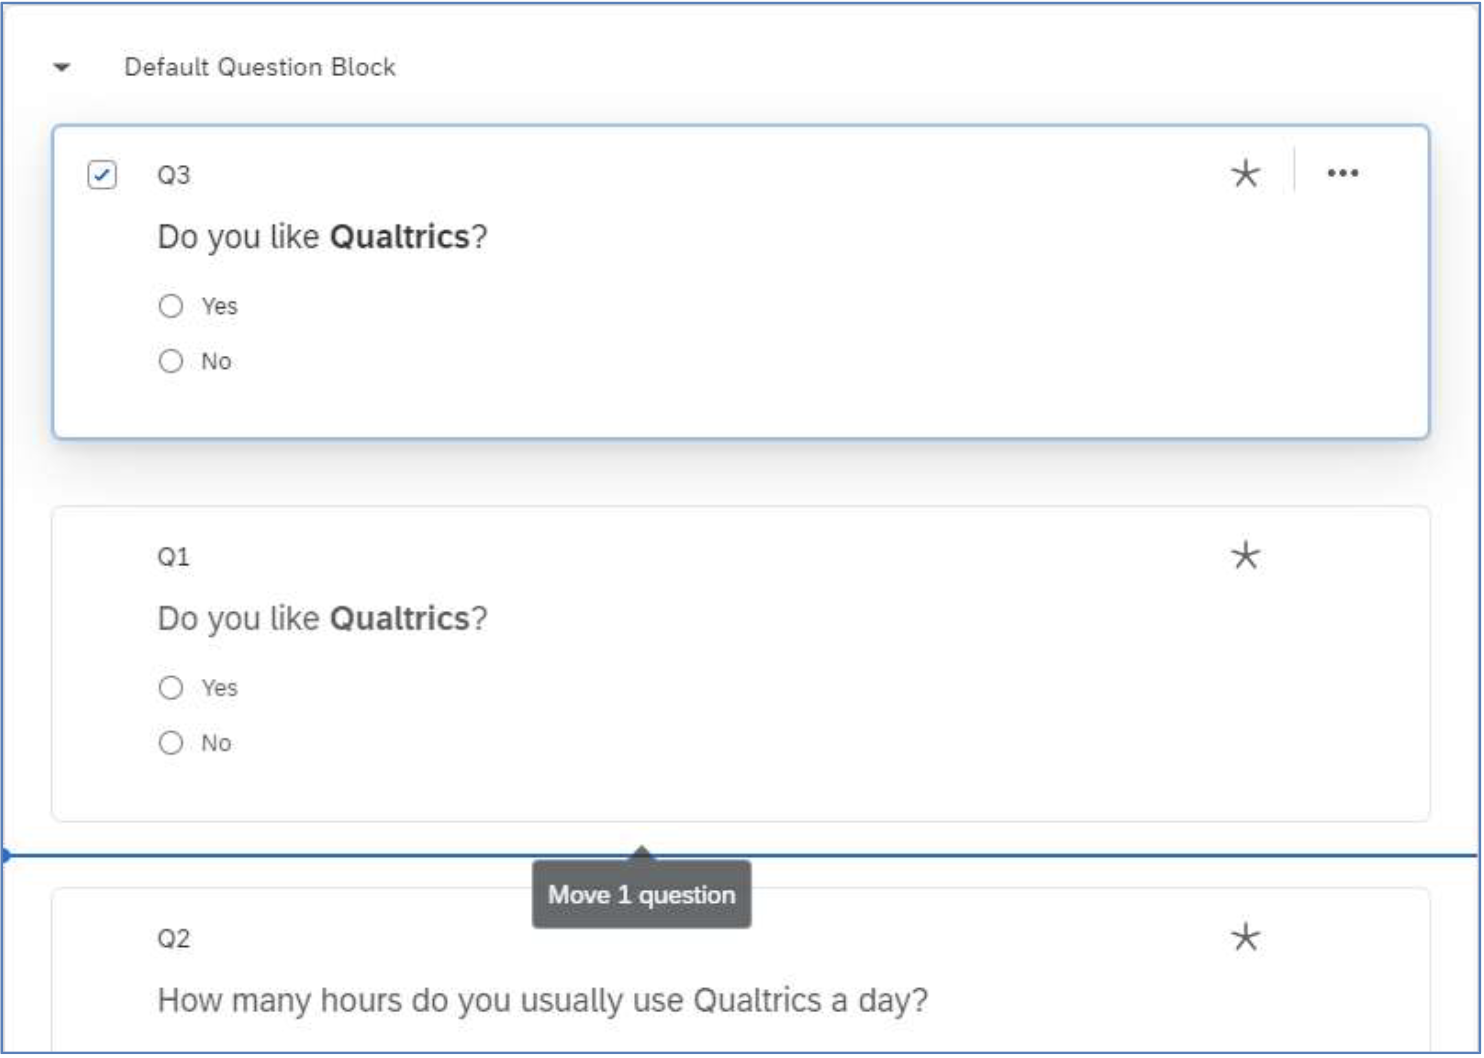 Default Question Block
Q3
Do you like Qualtrics?
Yes
No
Q1
Do you like Qualtrics?
Yes
No
Move 1 question
Q2
How many hours do you usually use Qualtrics a day?